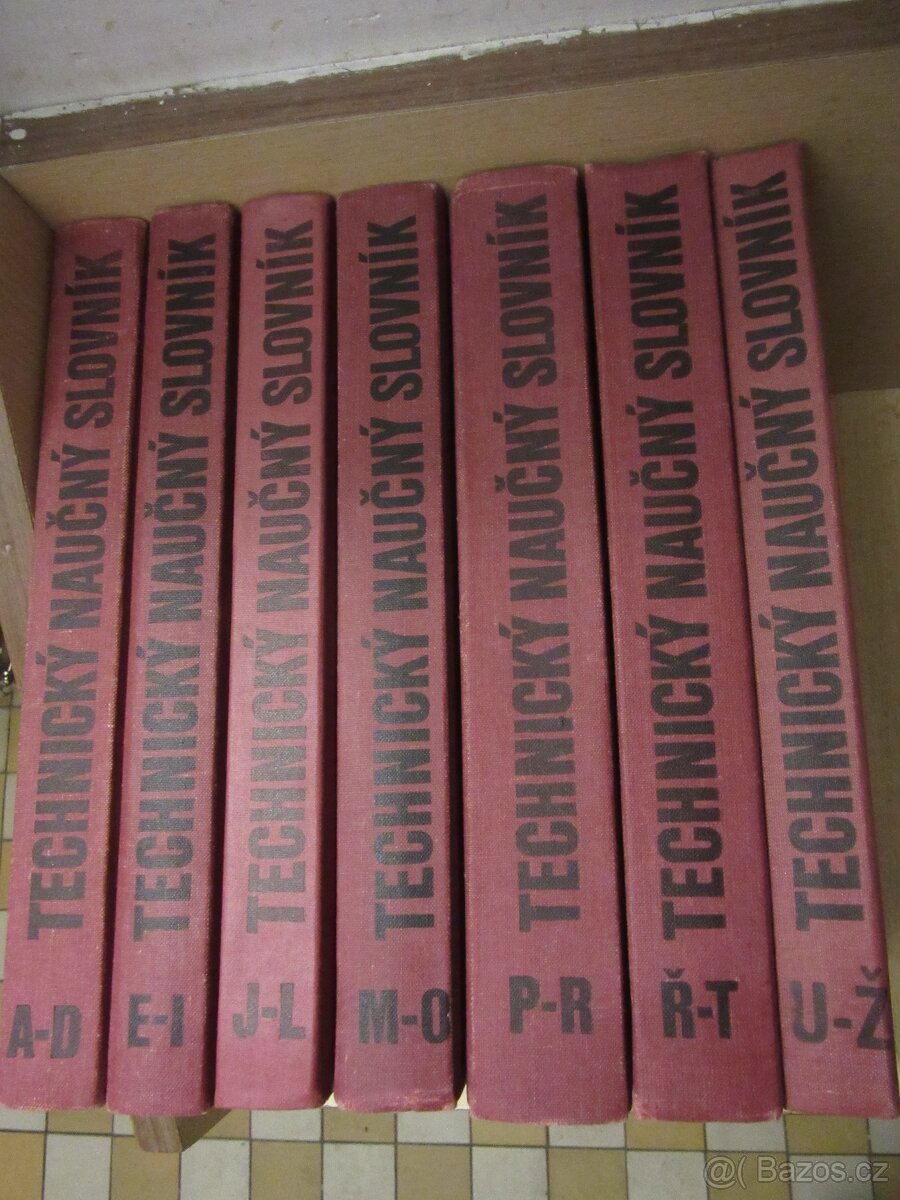 TECHNICKÝ NAUČNÝ SLOVNÍK
A-D
TECHNICKÝ NAUČNÝ SLOVNÍK
E-I
TECHNICKÝ NAUČNÝ SLOVNÍK
J-L
TECHNICKÝ NAUČNÝ SLOVNÍK
M-O
TECHNICKÝ NAUČNÝ SLOVNÍK
P-R
TECHNICKÝ NAUČNÝ SLOVNÍK
Ř-T
TECHNICKÝ NAUČNÝ SLOVNÍK
U-Ž
@( Bazos.cz